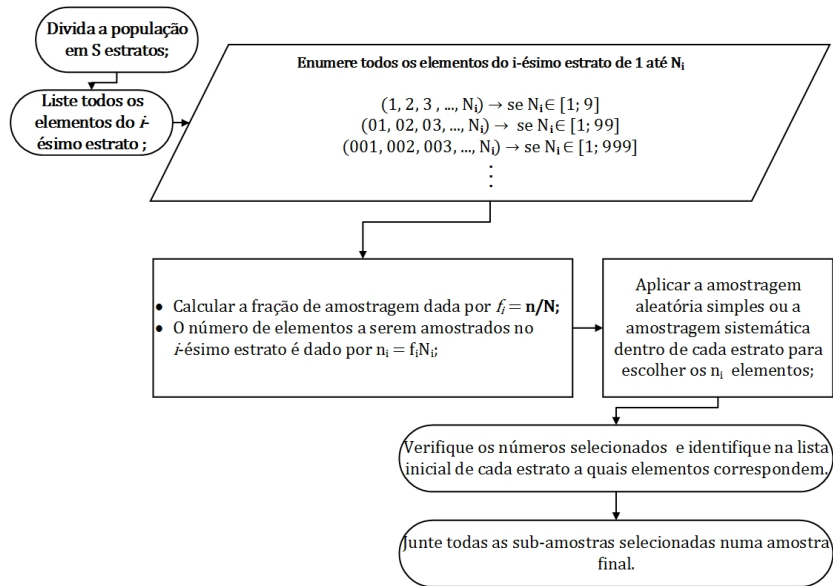 Divida a população
em S estratos;
Liste todos os
elementos do i-
ésimo estrato ;
Enumere todos os elementos do i-ésimo estrato de 1 até Nᵢ
(1, 2, 3 , ..., Nᵢ) → se Nᵢ ∈ [1; 9]
(01, 02, 03, ..., Nᵢ) → se Nᵢ ∈ [1; 99]
(001, 002, 003, ..., Nᵢ) → se Nᵢ ∈ [1; 999]
⋮
• Calcular a fração de amostragem dada por fᵢ = n/N;
• O número de elementos a serem amostrados no
i-ésimo estrato é dado por nᵢ = fᵢNᵢ;
Aplicar a amostragem
aleatória simples ou a
amostragem sistemática
dentro de cada estrato para
escolher os nᵢ elementos;
Verifique os números selecionados e identifique na lista
inicial de cada estrato a quais elementos correspondem.
Junte todas as sub-amostras selecionadas numa amostra
final.